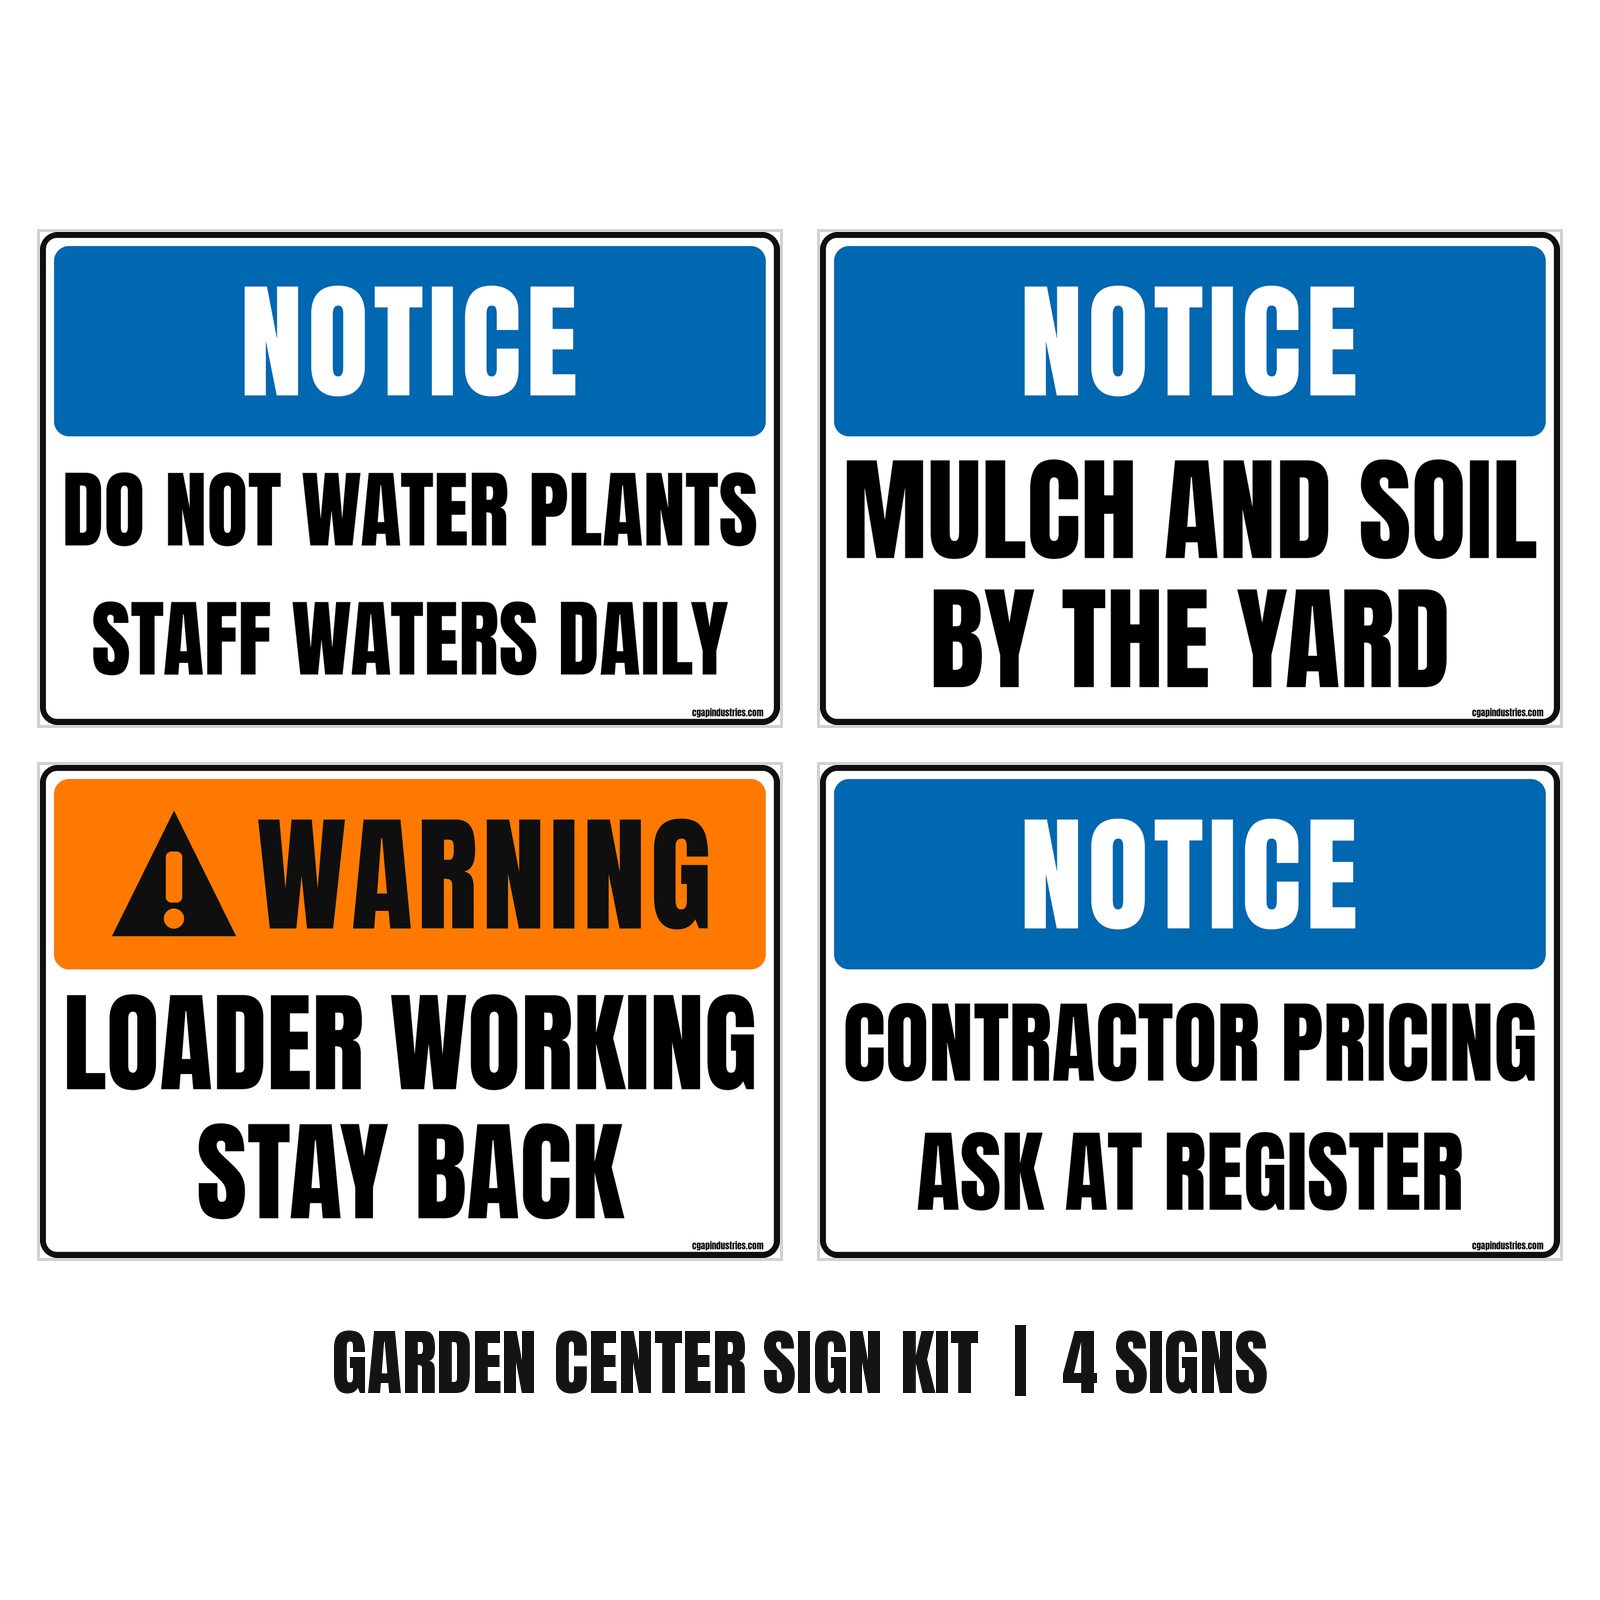 NOTICE
DO NOT WATER PLANTS
STAFF WATERS DAILY
cgapindustries.com
NOTICE
MULCH AND SOIL
BY THE YARD
cgapindustries.com
WARNING
LOADER WORKING
STAY BACK
cgapindustries.com
NOTICE
CONTRACTOR PRICING
ASK AT REGISTER
cgapindustries.com
GARDEN CENTER SIGN KIT | 4 SIGNS